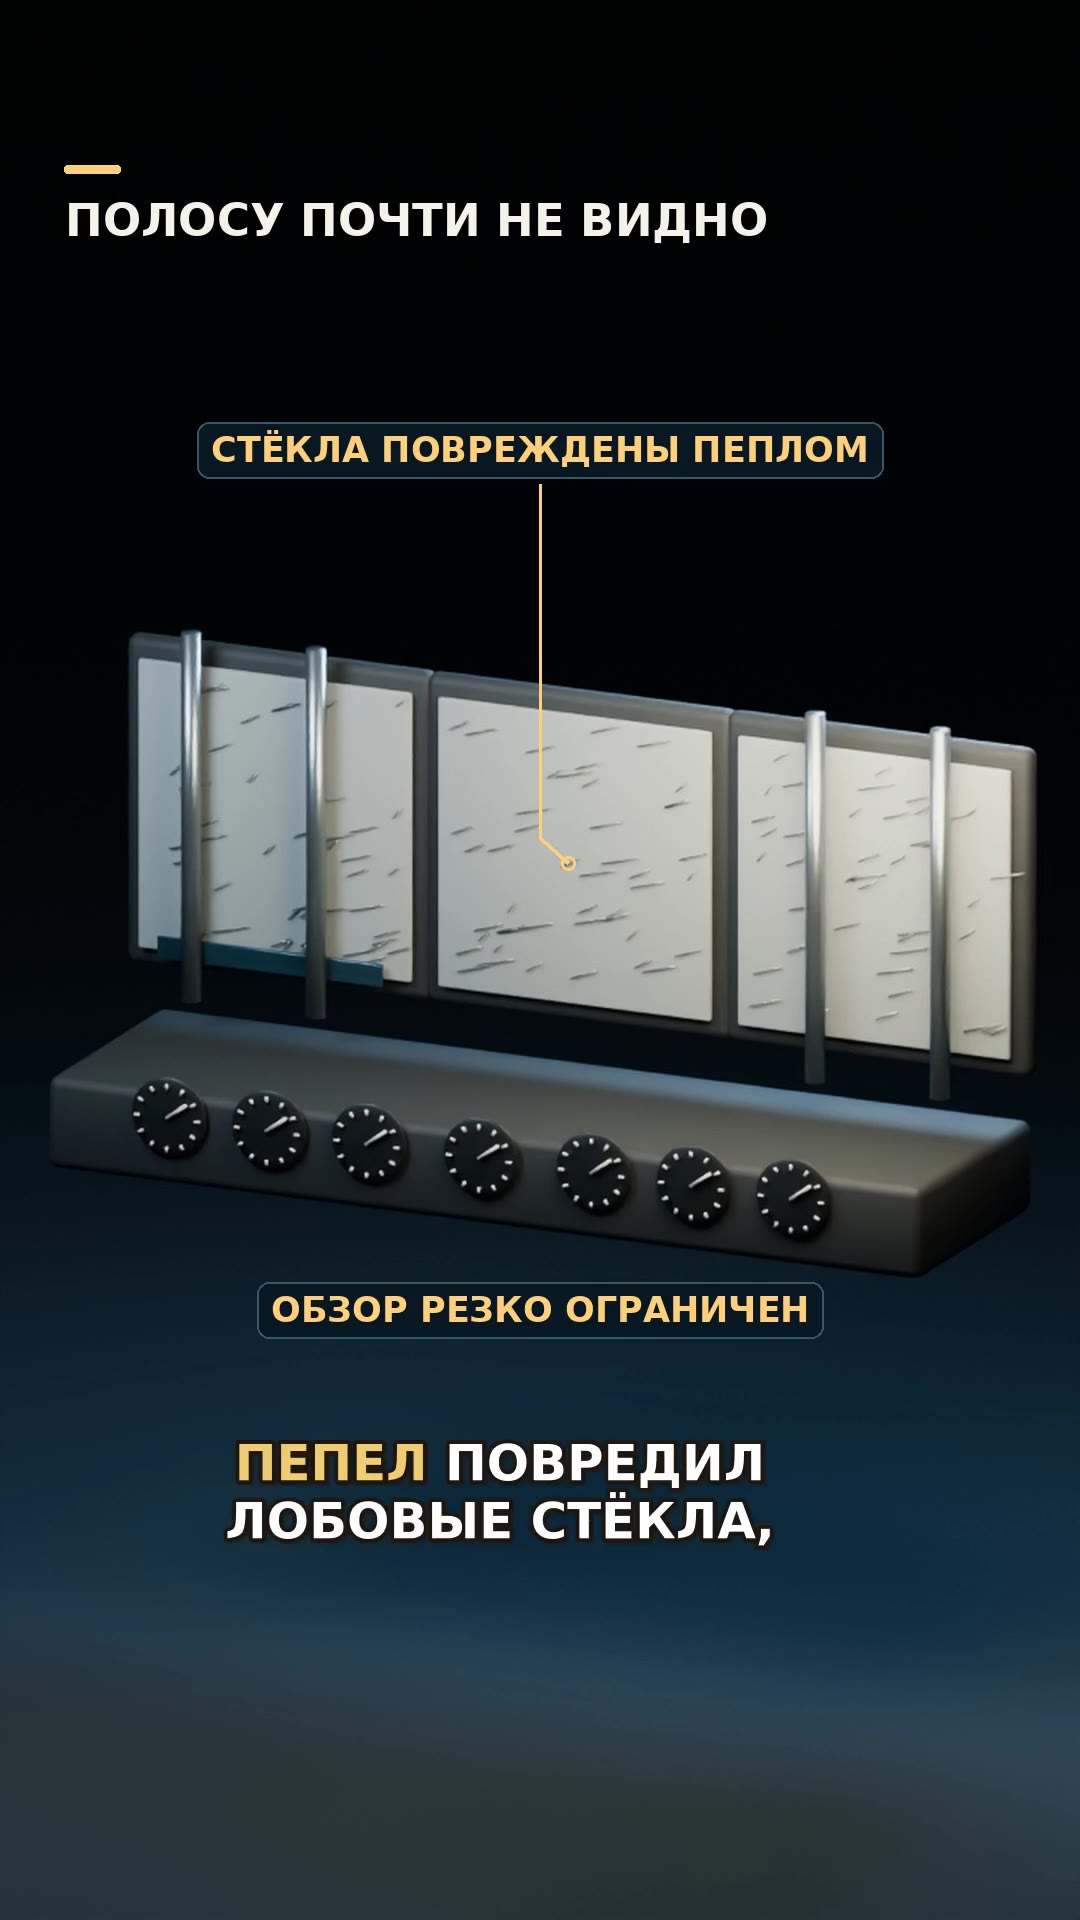 ПОЛОСУ ПОЧТИ НЕ ВИДНО
СТЁКЛА ПОВРЕЖДЕНЫ ПЕПЛОМ
ОБЗОР РЕЗКО ОГРАНИЧЕН
ПЕПЕЛ ПОВРЕДИЛ
ЛОБОВЫЕ СТЁКЛА,